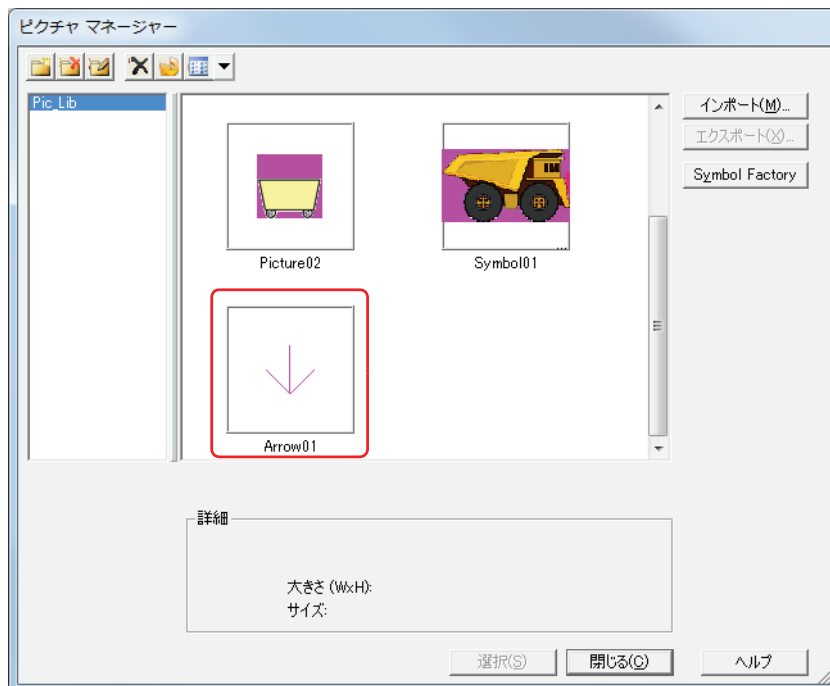 ピクチャ マネージャー
Pic_Lib
インポート(M)...
エクスポート(X)...
Symbol Factory
Picture02
Symbol01
Arrow01
詳細
大きさ (WxH):
サイズ:
選択(S)
閉じる(C)
ヘルプ